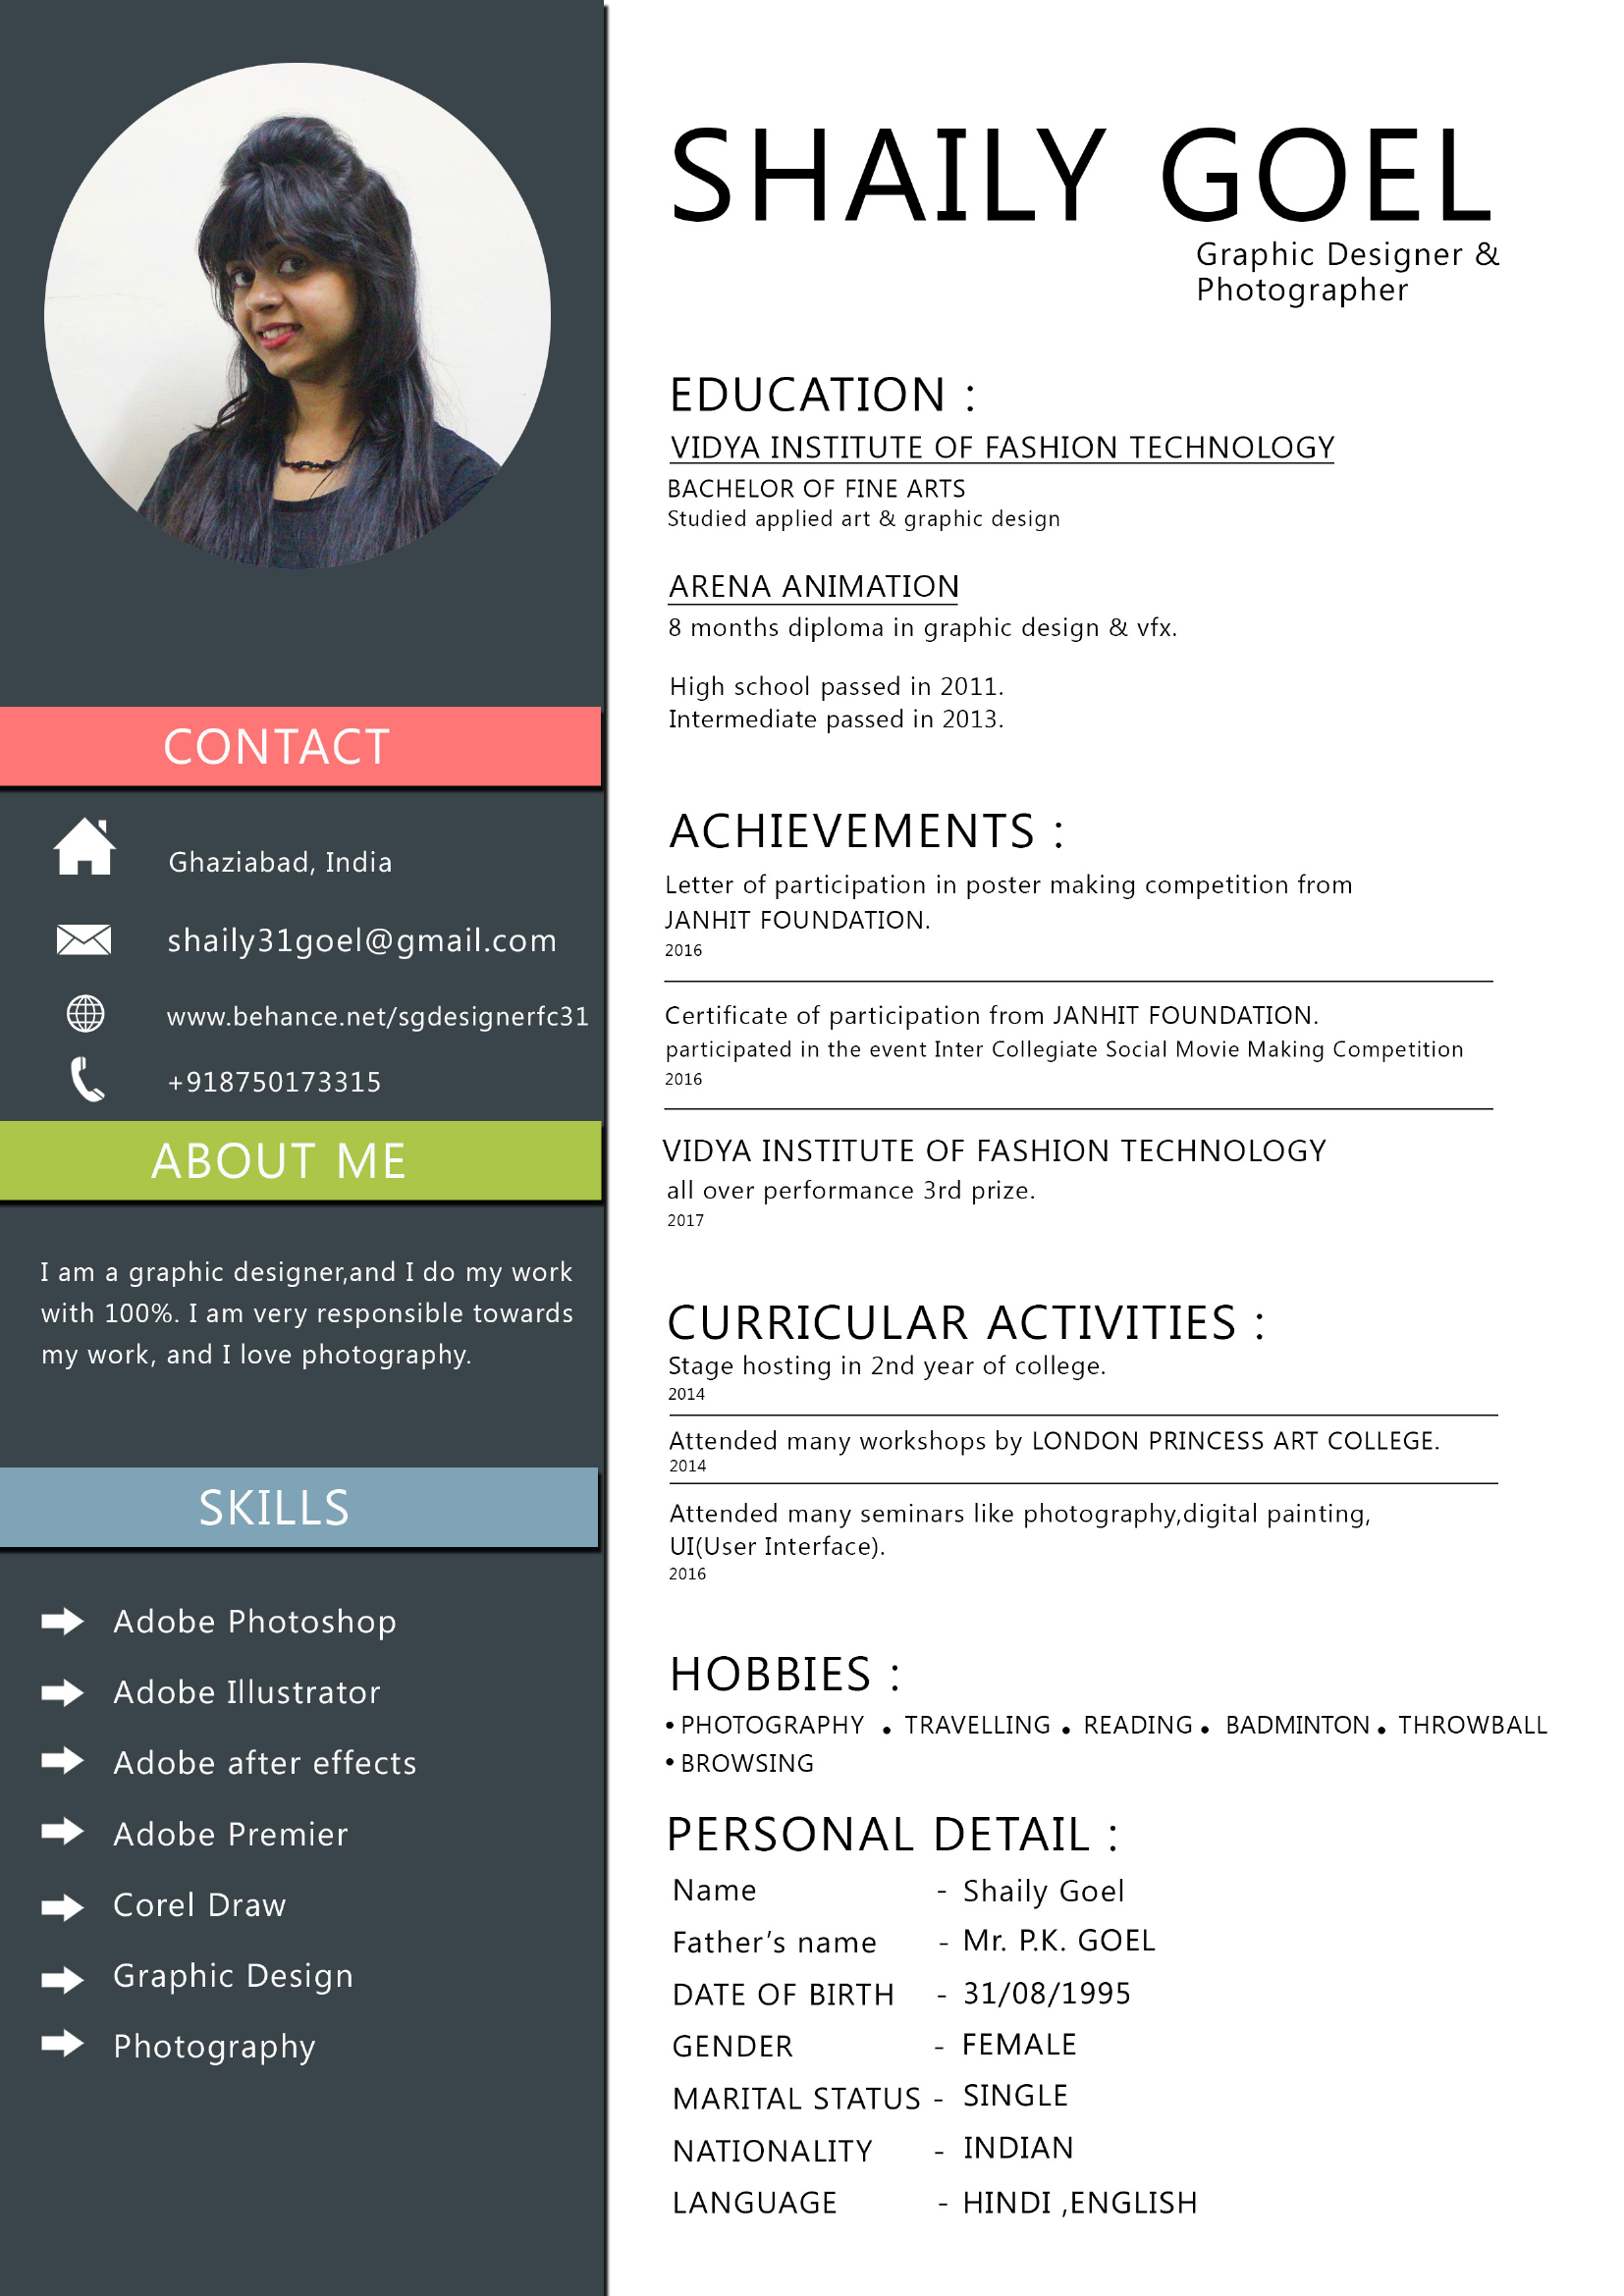 SHAILY GOEL
Graphic Designer &
Photographer
CONTACT
Ghaziabad, India
shaily31goel@gmail.com
www.behance.net/sgdesignerfc31
+918750173315
ABOUT ME
I am a graphic designer,and I do my work
with 100%. I am very responsible towards
my work, and I love photography.
SKILLS
Adobe Photoshop
Adobe Illustrator
Adobe after effects
Adobe Premier
Corel Draw
Graphic Design
Photography
EDUCATION :
VIDYA INSTITUTE OF FASHION TECHNOLOGY
BACHELOR OF FINE ARTS
Studied applied art & graphic design
ARENA ANIMATION
8 months diploma in graphic design & vfx.
High school passed in 2011.
Intermediate passed in 2013.
ACHIEVEMENTS :
Letter of participation in poster making competition from
JANHIT FOUNDATION.
2016
Certificate of participation from JANHIT FOUNDATION.
participated in the event Inter Collegiate Social Movie Making Competition
2016
VIDYA INSTITUTE OF FASHION TECHNOLOGY
all over performance 3rd prize.
2017
CURRICULAR ACTIVITIES :
Stage hosting in 2nd year of college.
2014
Attended many workshops by LONDON PRINCESS ART COLLEGE.
2014
Attended many seminars like photography,digital painting,
UI(User Interface).
2016
HOBBIES :
• PHOTOGRAPHY • TRAVELLING • READING • BADMINTON • THROWBALL
• BROWSING
PERSONAL DETAIL :
Name - Shaily Goel
Father’s name - Mr. P.K. GOEL
DATE OF BIRTH - 31/08/1995
GENDER - FEMALE
MARITAL STATUS - SINGLE
NATIONALITY - INDIAN
LANGUAGE - HINDI ,ENGLISH